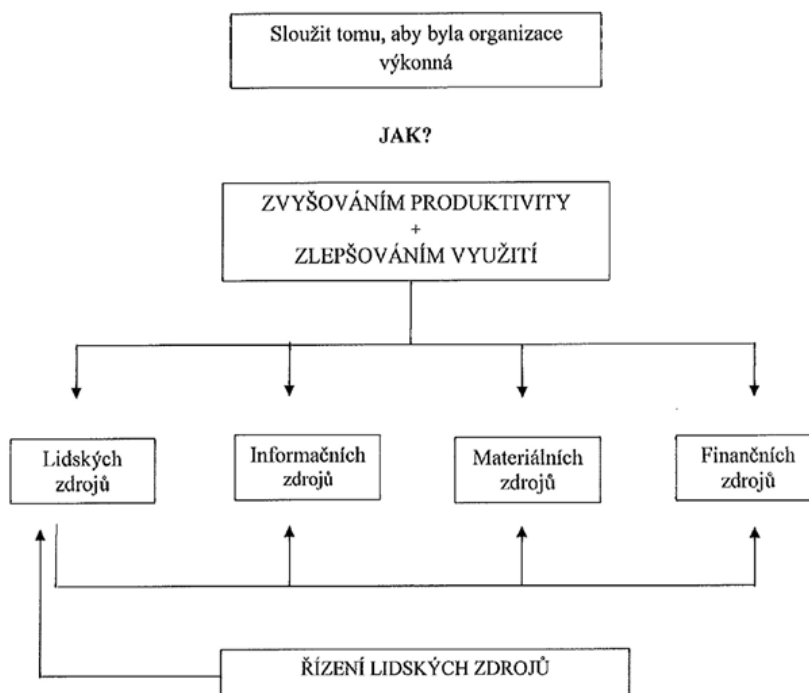 Sloužit tomu, aby byla organizace
výkonná
JAK?
ZVYŠOVÁNÍM PRODUKTIVITY
+
ZLEPŠOVÁNÍM VYUŽITÍ
Lidských
zdrojů
Informačních
zdrojů
Materiálních
zdrojů
Finančních
zdrojů
ŘÍZENÍ LIDSKÝCH ZDROJŮ